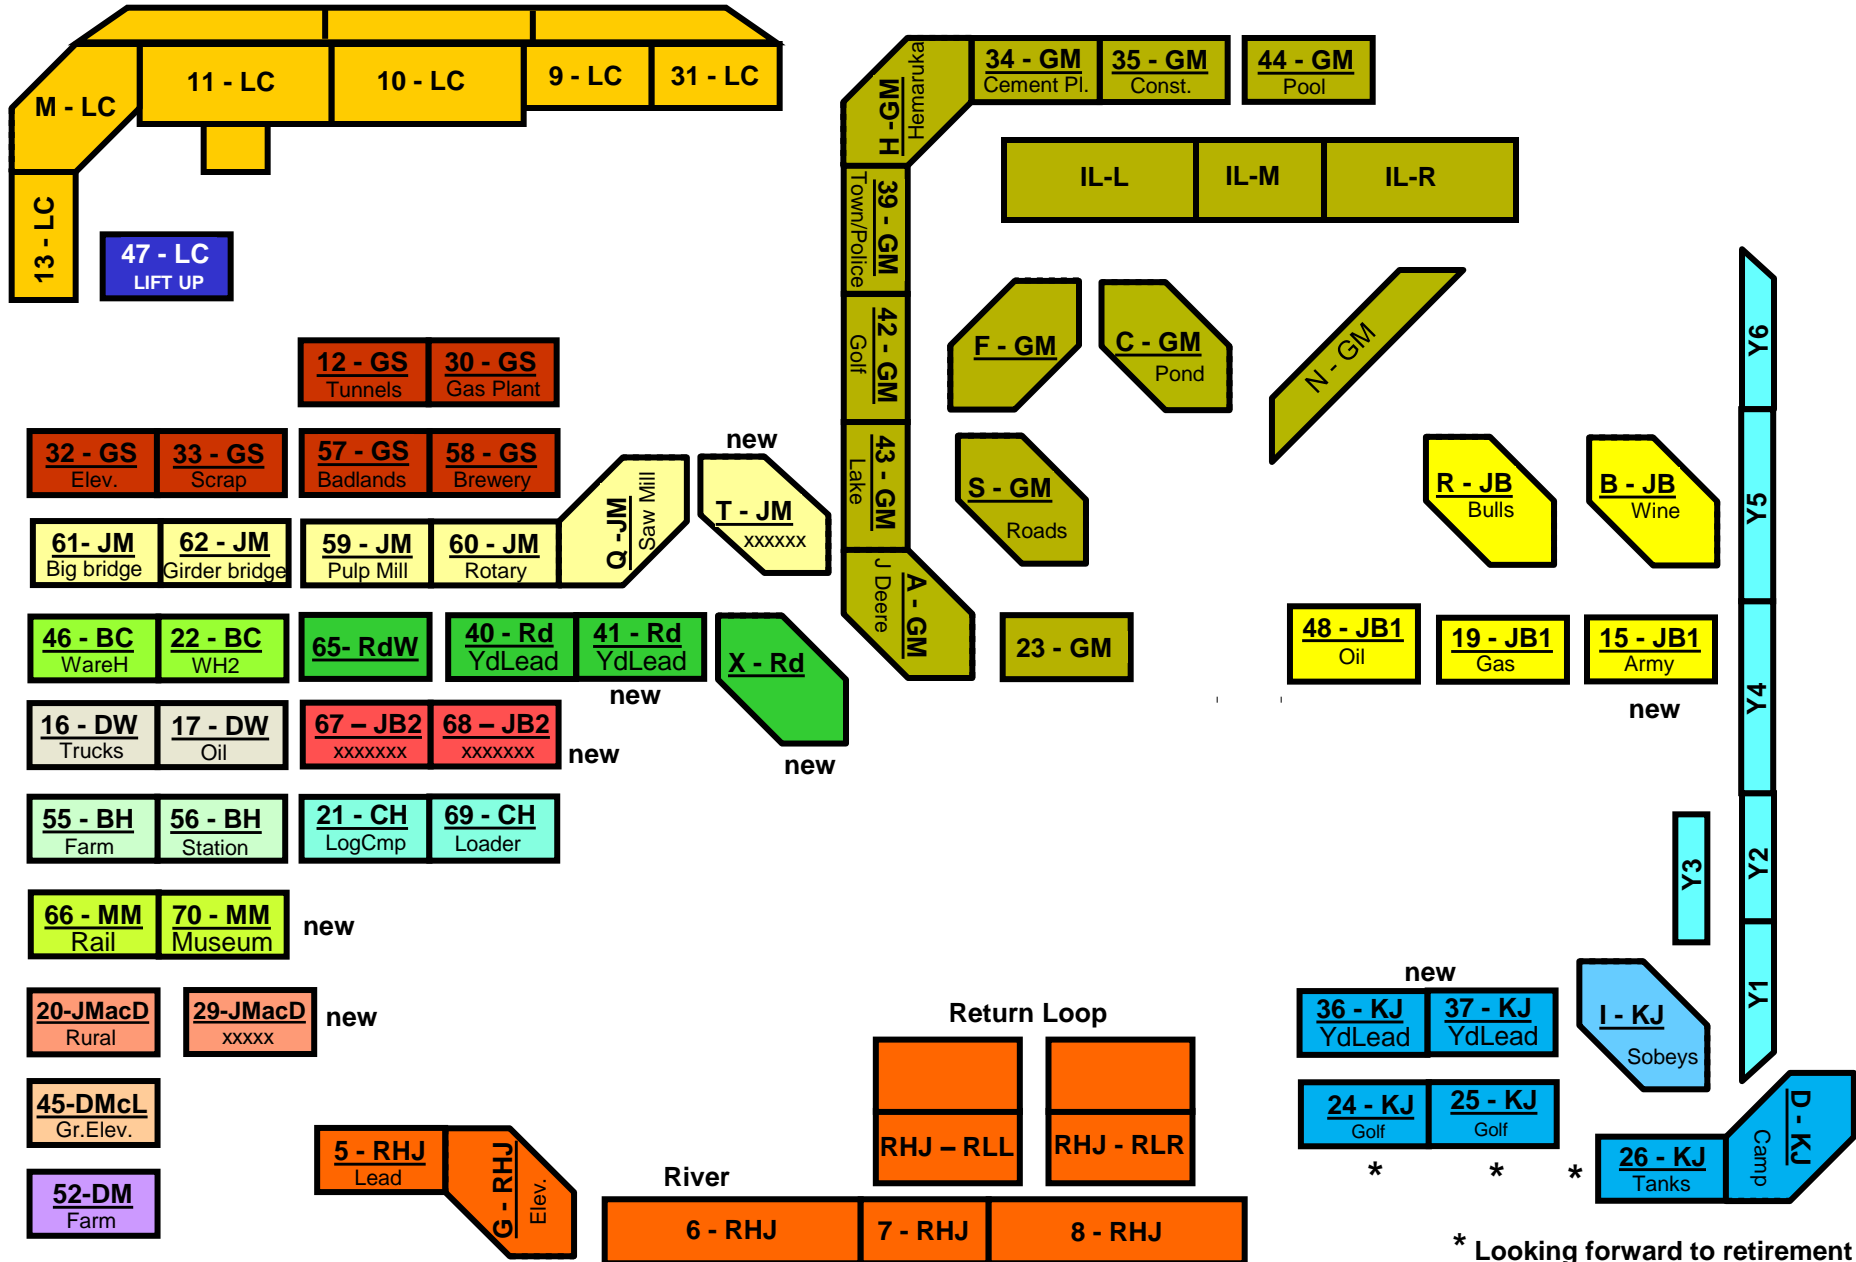 M - LC
11 - LC
10 - LC
9 - LC
31 - LC
13 - LC
47 - LC
LIFT UP
H - GM
Hemaruka
34 - GM
Cement Pl.
35 - GM
Const.
44 - GM
Pool
IL-L
IL-M
IL-R
39 - GM
Town/Police
42 - GM
Golf
43 - GM
Lake
A - GM
J Deere
F - GM
C - GM
Pond
N - GM
S - GM
Roads
23 - GM
12 - GS
Tunnels
30 - GS
Gas Plant
32 - GS
Elev.
33 - GS
Scrap
57 - GS
Badlands
58 - GS
Brewery
61- JM
Big bridge
62 - JM
Girder bridge
59 - JM
Pulp Mill
60 - JM
Rotary
Q -JM
Saw Mill
new
T - JM
xxxxxx
R - JB
Bulls
B - JB
Wine
48 - JB1
Oil
19 - JB1
Gas
15 - JB1
Army
new
Y6
Y5
Y4
Y3
Y2
Y1
46 - BC
WareH
22 - BC
WH2
65- RdW
40 - Rd
YdLead
41 - Rd
YdLead
new
X - Rd
new
16 - DW
Trucks
17 - DW
Oil
67 – JB2
xxxxxxx
68 – JB2
xxxxxxx
new
55 - BH
Farm
56 - BH
Station
21 - CH
LogCmp
69 - CH
Loader
66 - MM
Rail
70 - MM
Museum
new
20-JMacD
Rural
29-JMacD
xxxxx
new
45-DMcL
Gr.Elev.
52-DM
Farm
5 - RHJ
Lead
G - RHJ
Elev.
River
6 - RHJ
7 - RHJ
8 - RHJ
Return Loop
RHJ – RLL
RHJ - RLR
new
36 - KJ
YdLead
37 - KJ
YdLead
I - KJ
Sobeys
24 - KJ
Golf
25 - KJ
Golf
* * *
26 - KJ
Tanks
D - KJ
Camp
* Looking forward to retirement